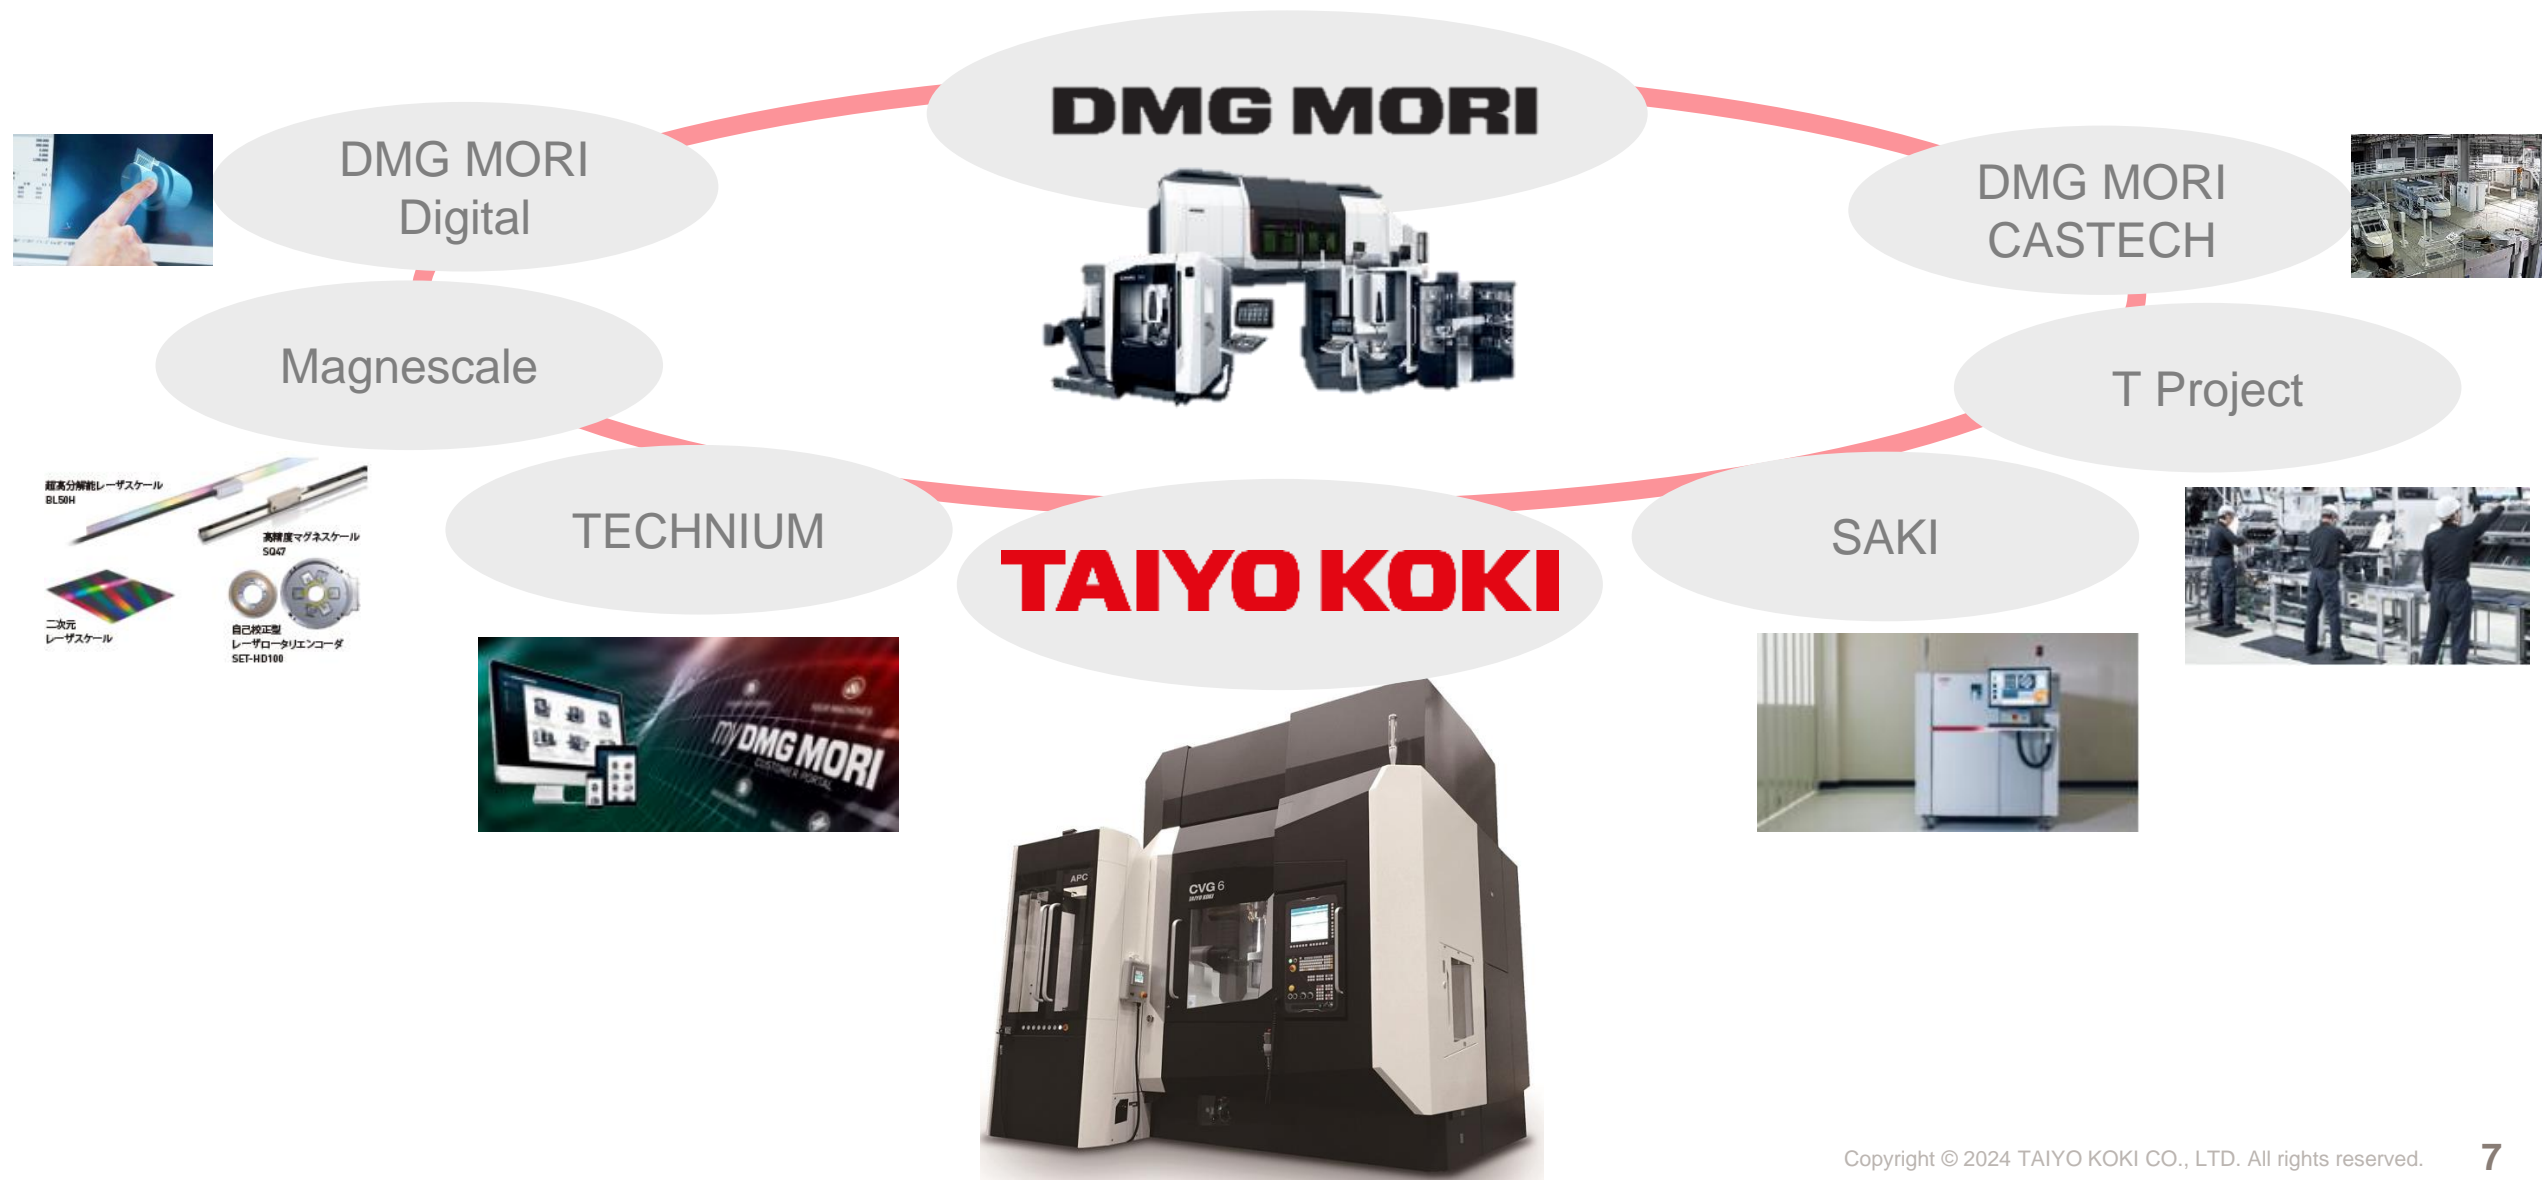 DMG MORI
DMG MORI
Digital
DMG MORI
CASTECH
Magnescale
T Project
超高分解能レーザスケール
BL50H
高精度マグネスケール
SQ47
二次元
レーザスケール
自己校正型
レーザロータリエンコーダ
SET-HD100
TECHNIUM
TAIYO KOKI
SAKI
my DMG MORI
CUSTOMER PORTAL
APC
CVG 6
TAIYO KOKI
Copyright © 2024 TAIYO KOKI CO., LTD. All rights reserved.
7